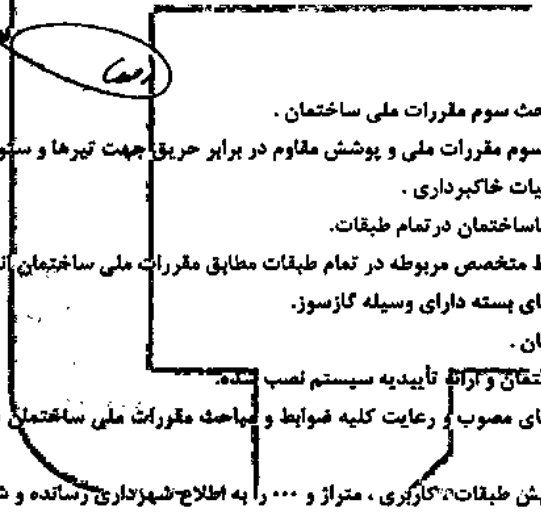 حث سوم مقررات ملی ساختمان .
سوم مقررات ملی و پوشش مقاوم در برابر حریق جهت تیرها و ستو
یات خاکبرداری .
اساختمان در تمام طبقات.
ط متخصص مربوطه در تمام طبقات مطابق مقررات ملی ساختمان
ای بسته دارای وسیله گازسوز.
ان .
تمان و ارائه تأییدیه سیستم نصب شده.
ای مصوب و رعایت کلیه ضوابط و مباحث مقررات ملی ساختمان
یش طبقات ، کاربری ، متراژ و ... را به اطلاع شهرداری رسانده و ش